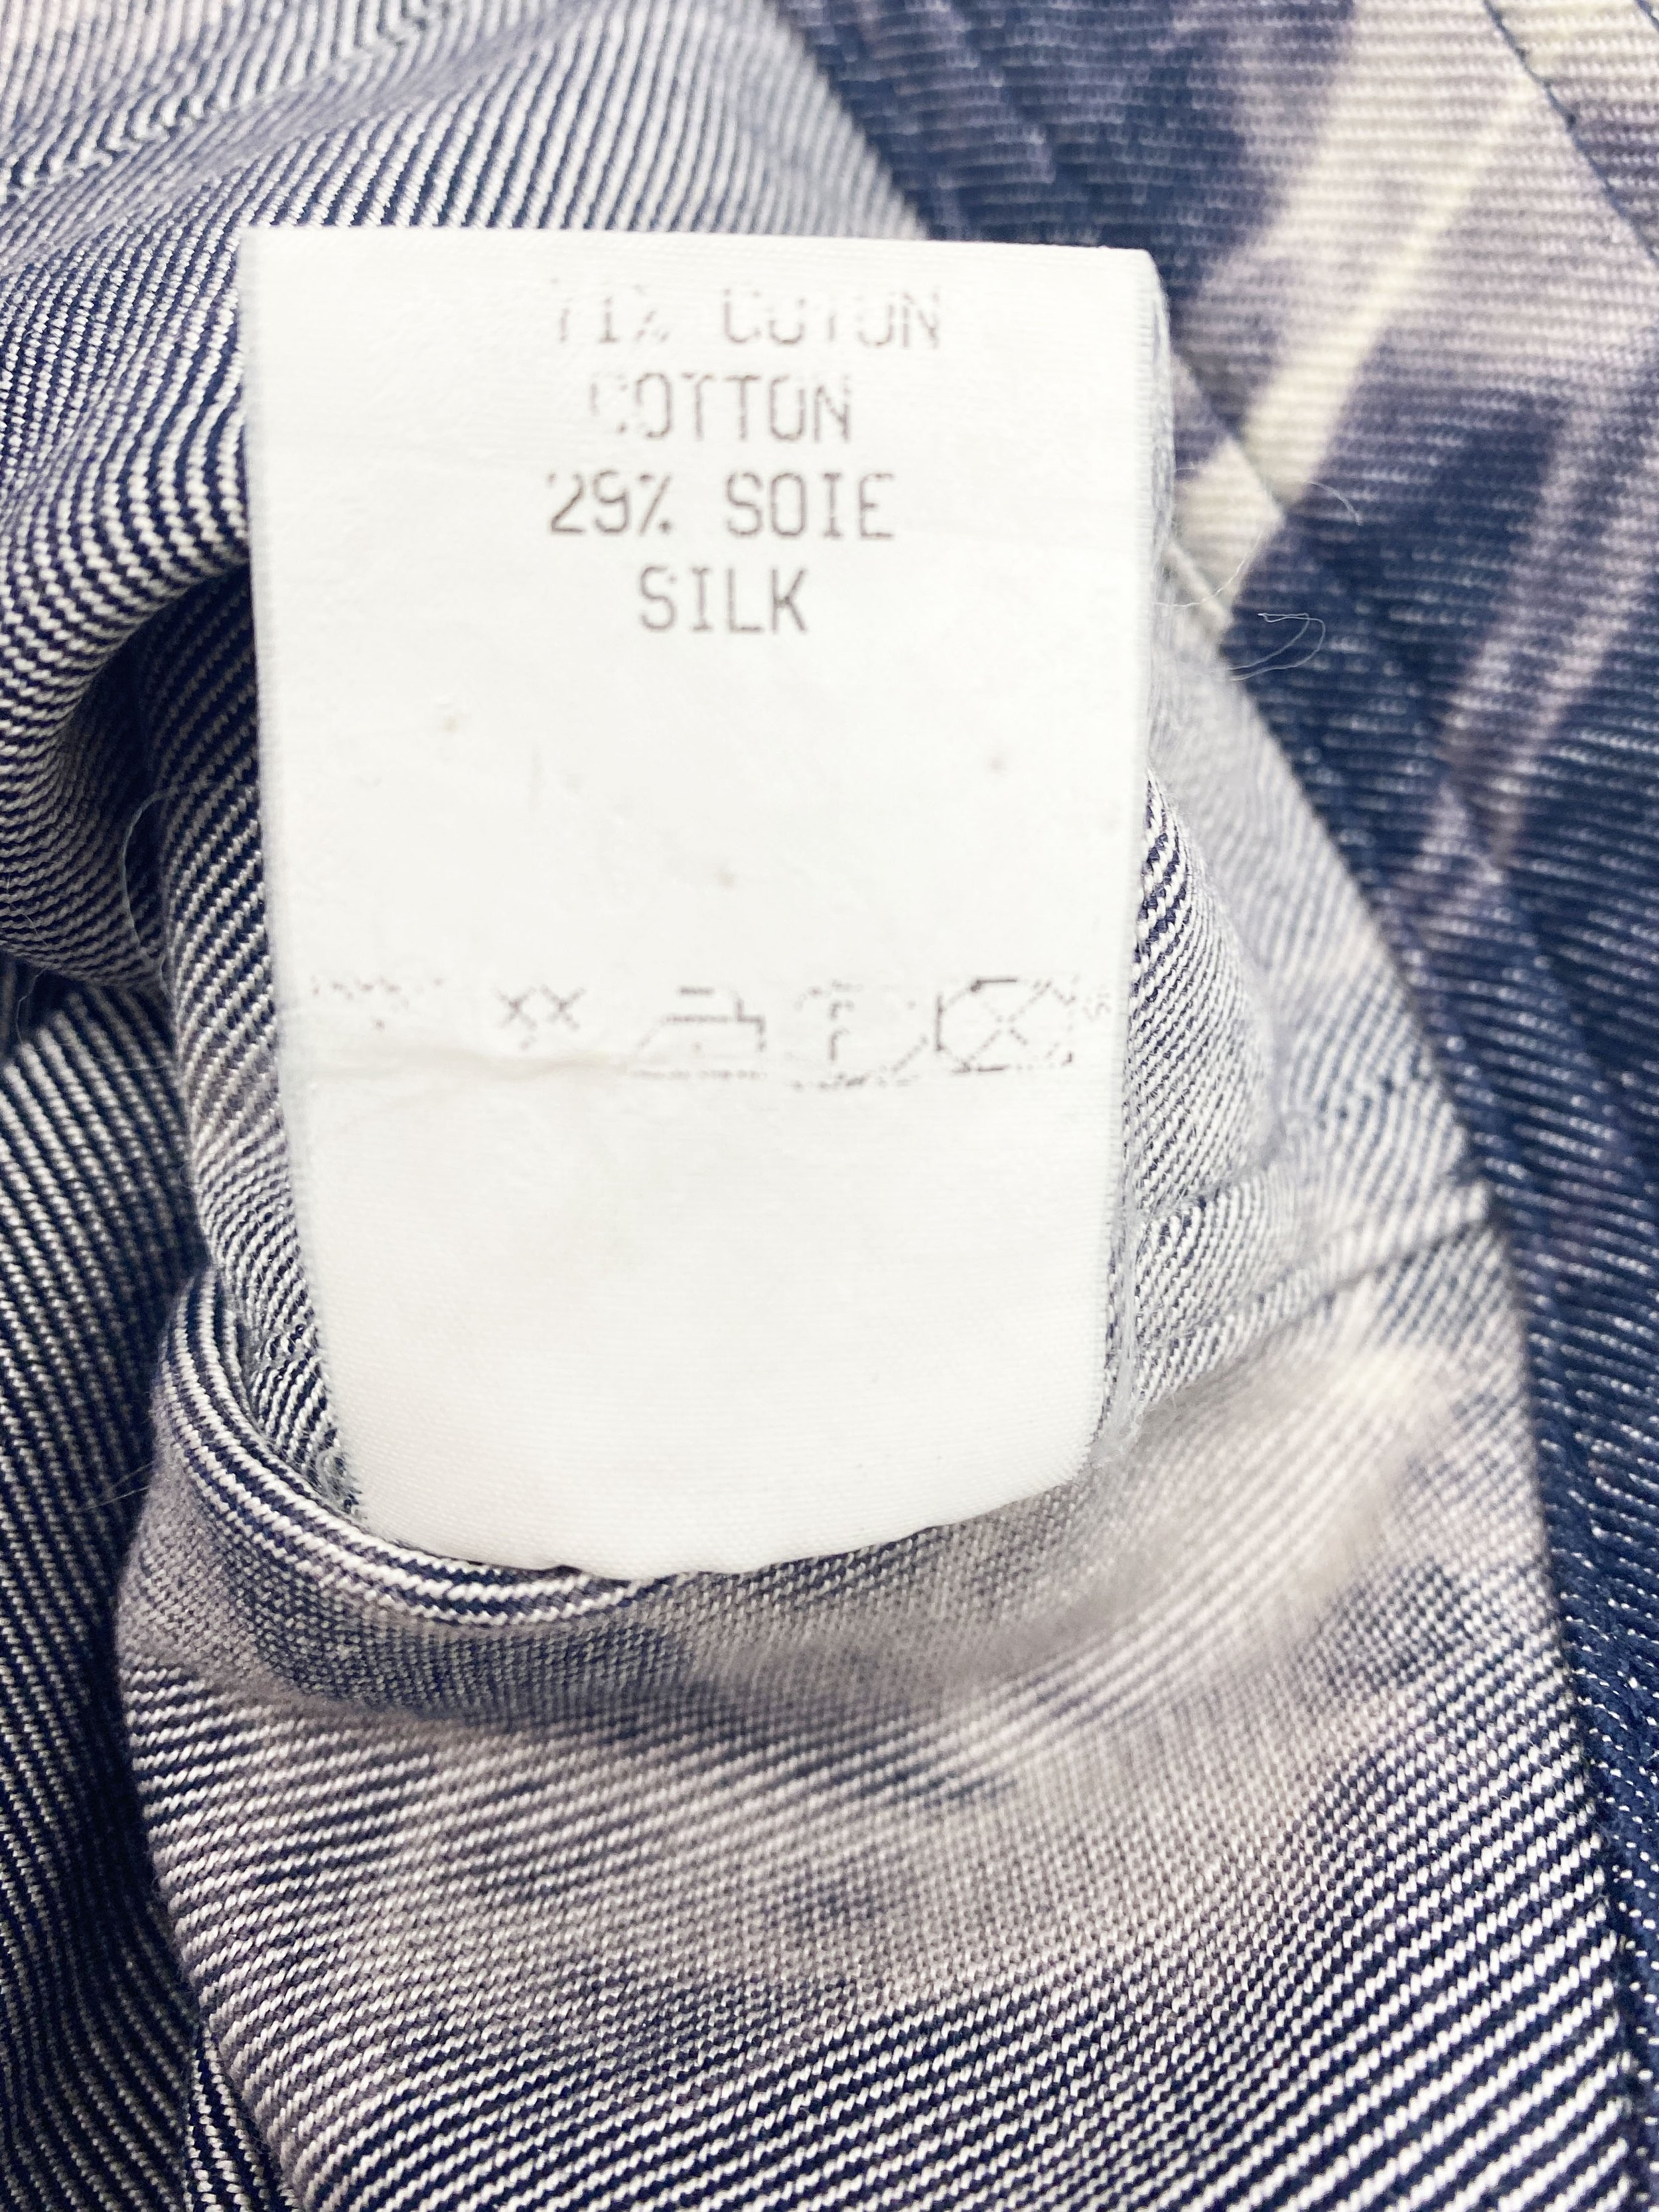 71% COTON
COTTON
29% SOIE
SILK